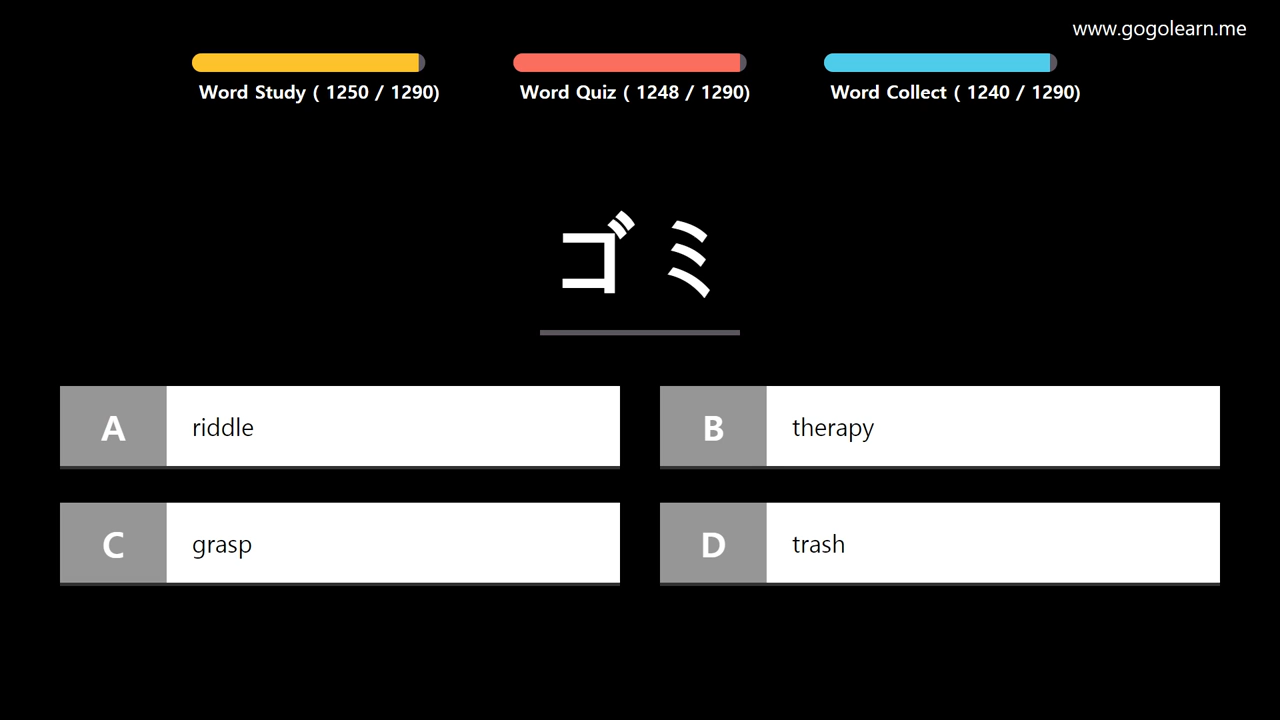 www.gogolearn.me
Word Study ( 1250 / 1290)
Word Quiz ( 1248 / 1290)
Word Collect ( 1240 / 1290)
ゴミ
A riddle
B therapy
C grasp
D trash